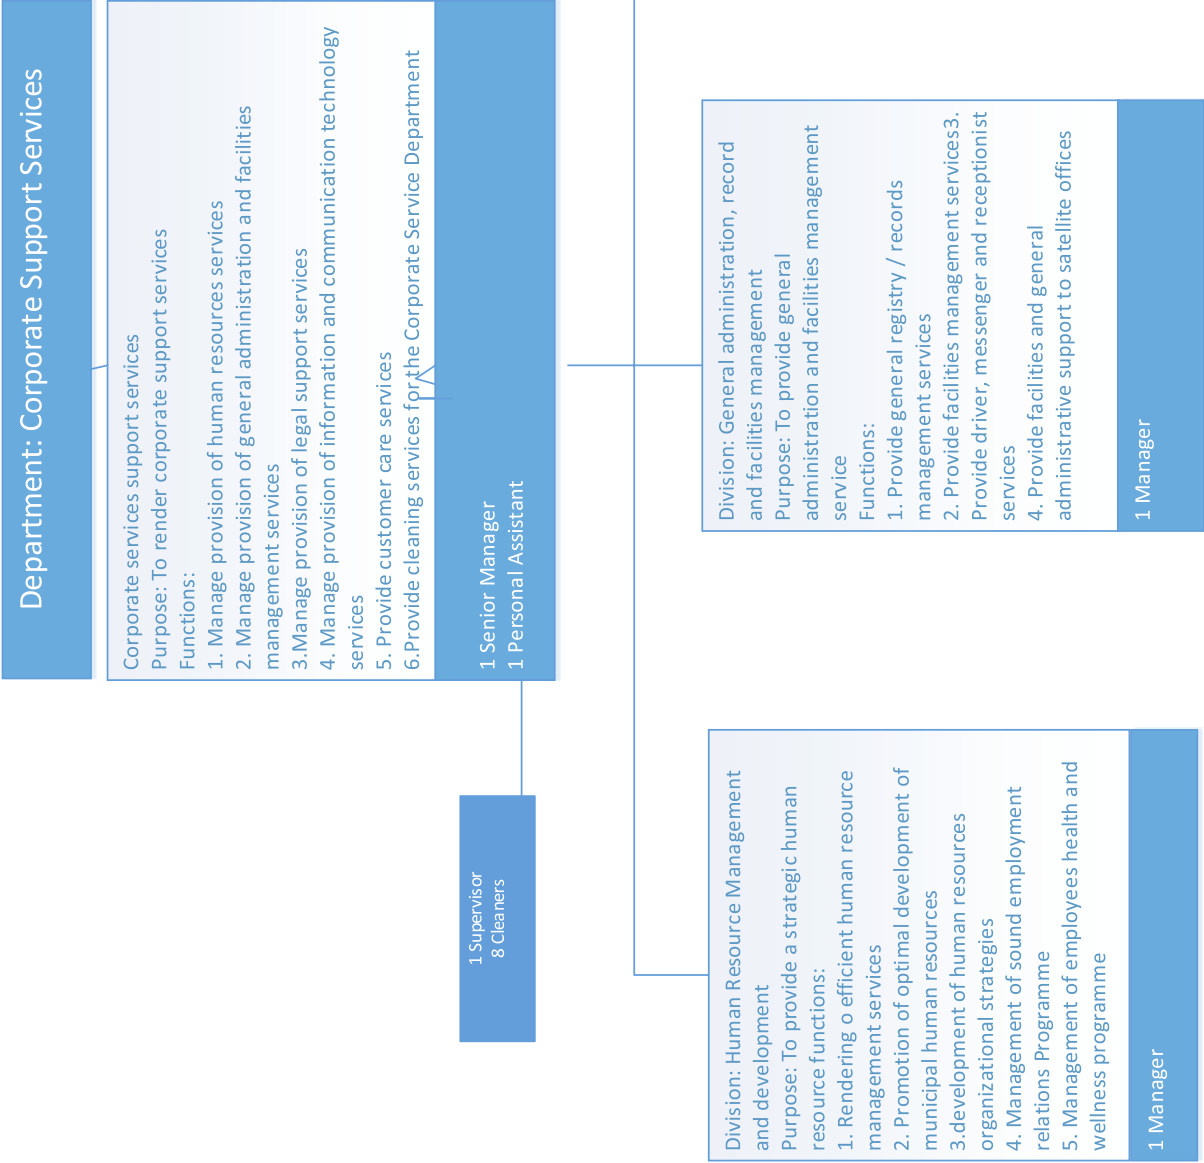 Department: Corporate Support Services
Corporate services support services
Purpose: To render corporate support services
Functions:
1. Manage provision of human resources services
2. Manage provision of general administration and facilities
management services
3.Manage provision of legal support services
4. Manage provision of information and communication technology
services
5. Provide customer care services
6.Provide cleaning services for the Corporate Service Department
1 Senior Manager
1 Personal Assistant
1 Supervisor
8 Cleaners
Division: Human Resource Management
and development
Purpose: To provide a strategic human
resource functions:
1. Rendering o efficient human resource
management services
2. Promotion of optimal development of
municipal human resources
3.development of human resources
organizational strategies
4. Management of sound employment
relations Programme
5. Management of employees health and
wellness programme
1 Manager
Division: General administration, record
and facilities management
Purpose: To provide general
administration and facilities management
service
Functions:
1. Provide general registry / records
management services
2. Provide facilities management services3.
Provide driver, messenger and receptionist
services
4. Provide facilities and general
administrative support to satellite offices
1 Manager